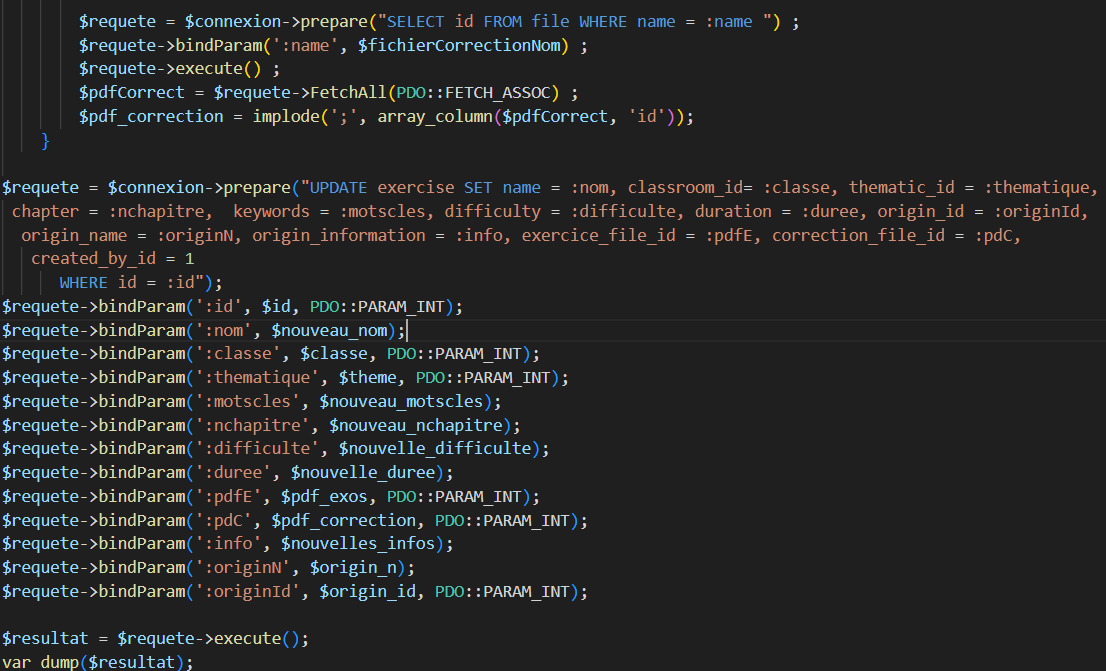 $requete = $connexion->prepare("SELECT id FROM file WHERE name = :name ") ;
$requete->bindParam(':name', $fichierCorrectionNom) ;
$requete->execute() ;
$pdfCorrect = $requete->FetchAll(PDO::FETCH_ASSOC) ;
$pdf_correction = implode(';', array_column($pdfCorrect, 'id'));
}
$requete = $connexion->prepare("UPDATE exercise SET name = :nom, classroom_id= :classe, thematic_id = :thematique,
chapter = :nchapitre,  keywords = :motscles, difficulty = :difficulte, duration = :duree, origin_id = :originId,
origin_name = :originN, origin_information = :info, exercice_file_id = :pdfE, correction_file_id = :pdC,
created_by_id = 1
WHERE id = :id");
$requete->bindParam(':id', $id, PDO::PARAM_INT);
$requete->bindParam(':nom', $nouveau_nom);
$requete->bindParam(':classe', $classe, PDO::PARAM_INT);
$requete->bindParam(':thematique', $theme, PDO::PARAM_INT);
$requete->bindParam(':motscles', $nouveau_motscles);
$requete->bindParam(':nchapitre', $nouveau_nchapitre);
$requete->bindParam(':difficulte', $nouvelle_difficulte);
$requete->bindParam(':duree', $nouvelle_duree);
$requete->bindParam(':pdfE', $pdf_exos, PDO::PARAM_INT);
$requete->bindParam(':pdC', $pdf_correction, PDO::PARAM_INT);
$requete->bindParam(':info', $nouvelles_infos);
$requete->bindParam(':originN', $origin_n);
$requete->bindParam(':originId', $origin_id, PDO::PARAM_INT);
$resultat = $requete->execute();
var_dump($resultat);